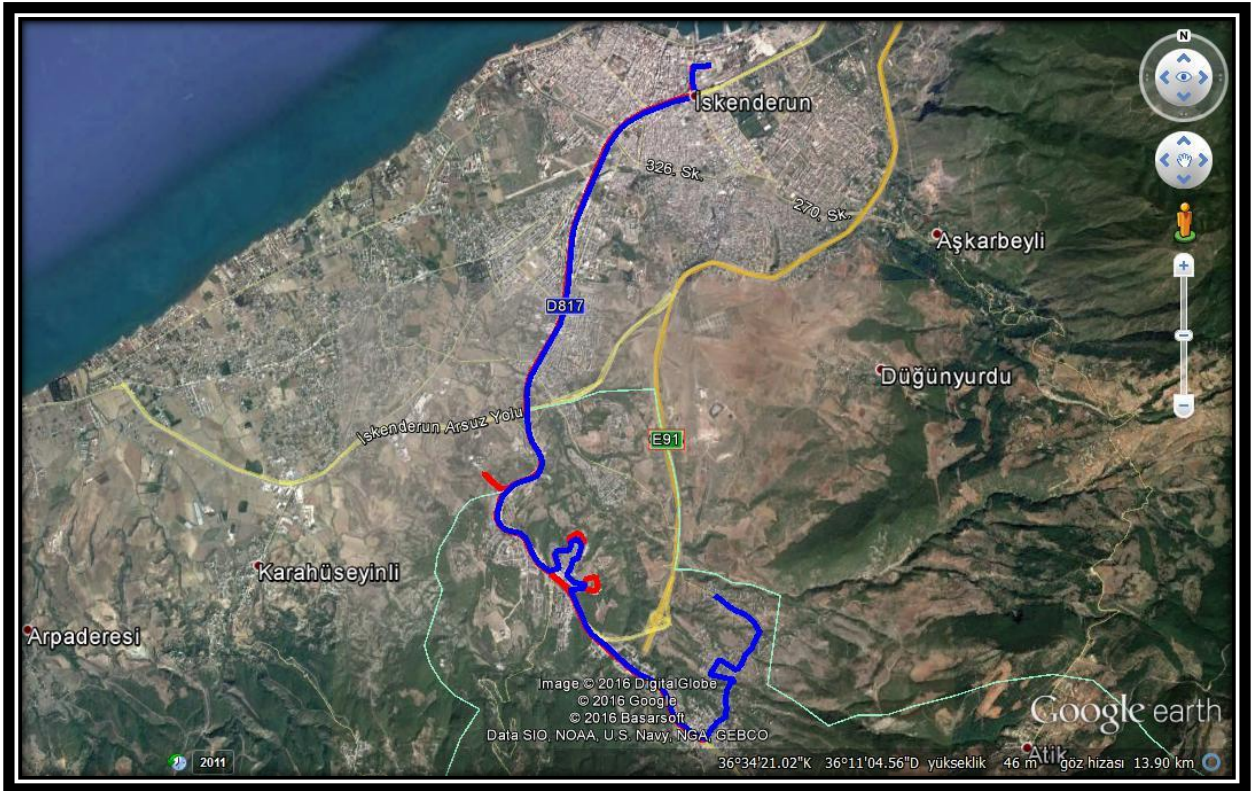 N
İskenderun
326. Sk.
270. Sk.
Aşkarbeyli
D817
Düğünyurdu
İskenderun Arsuz Yolu
E91
Karahüseyinli
Arpaderesi
Image © 2016 DigitalGlobe
© 2016 Google
© 2016 Basarsoft
Data SIO, NOAA, U.S. Navy, NGA, GEBCO
Google earth
Atik
2011
36°34'21.02"K 36°11'04.56"D yükseklik 46 m göz hizası 13.90 km